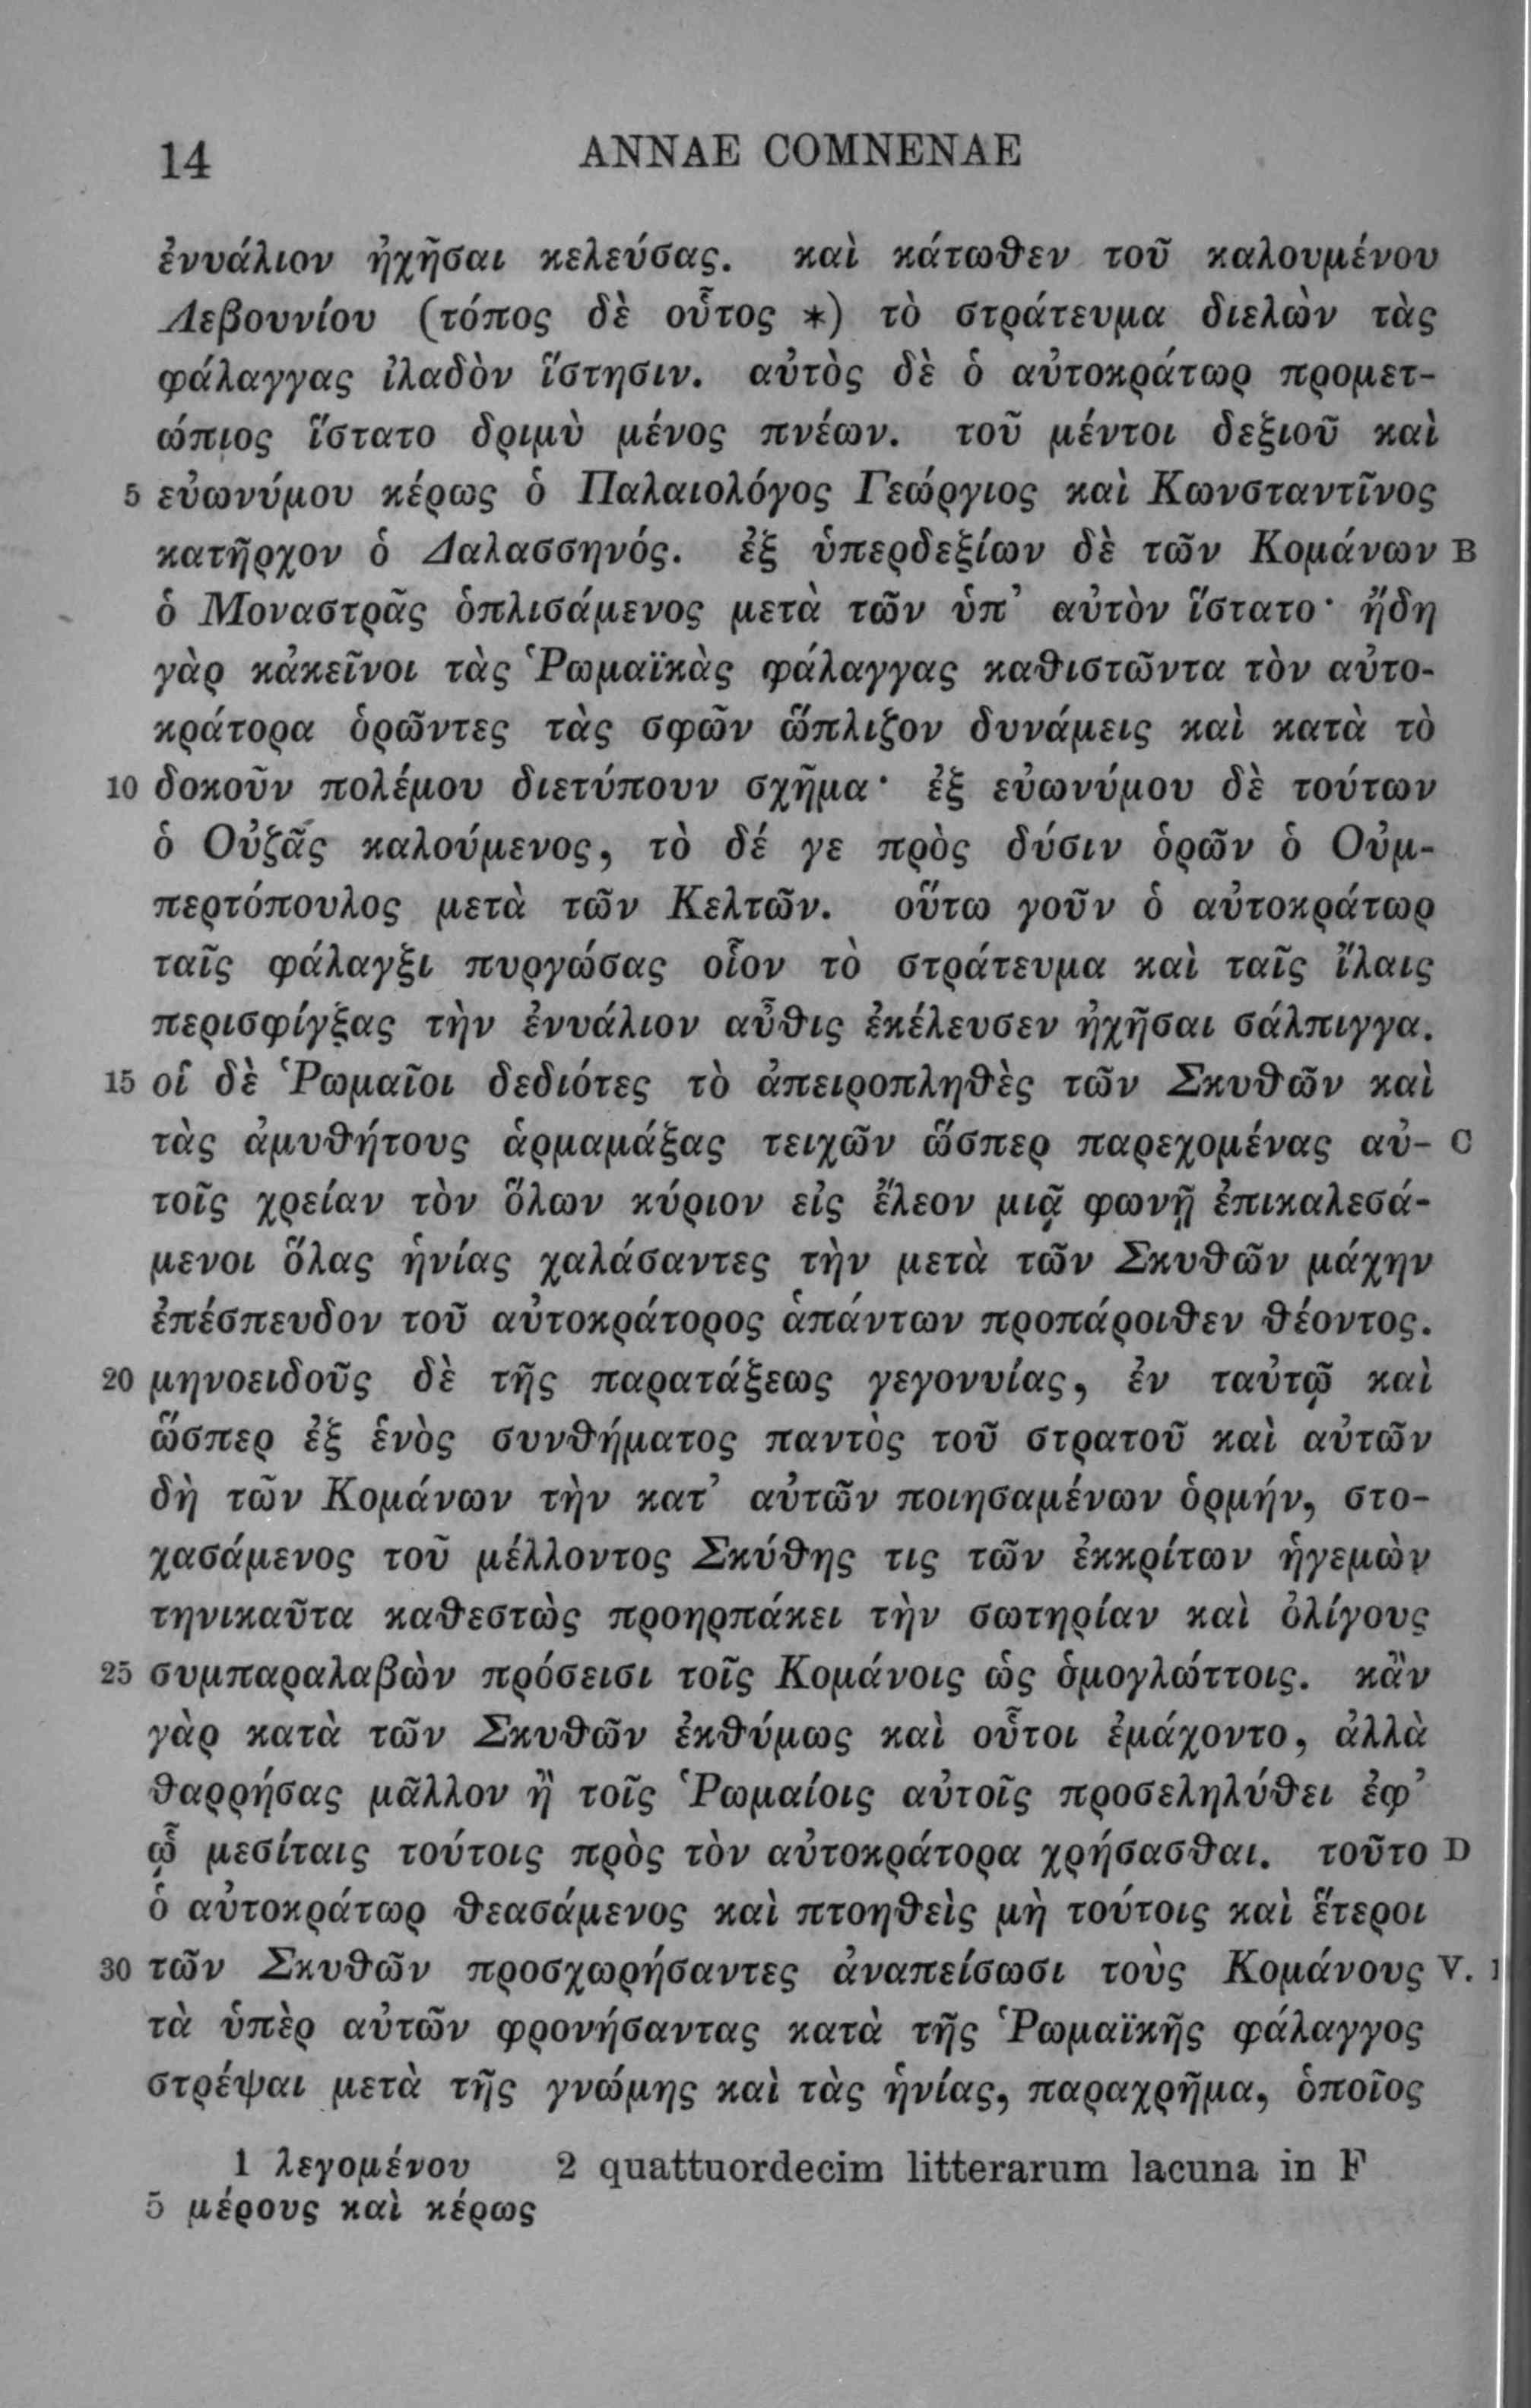 14 ANNAE COMNENAE
ἐνυάλιον ἠχῆσαι κελεύσας. καὶ κάτωθεν τοῦ καλουμένου
Λεβουνίου (τόπος δὲ οὗτος *) τὸ στράτευμα διελὼν τὰς
φάλαγγας ἰλαδὸν ἵστησιν. αὐτὸς δὲ ὁ αὐτοκράτωρ προμετ-
ώπιος ἵστατο δριμὺ μένος πνέων. τοῦ μέντοι δεξιοῦ καὶ
5 εὐωνύμου κέρως ὁ Παλαιολόγος Γεώργιος καὶ Κωνσταντῖνος
κατῆρχον ὁ Δαλασσηνός. ἐξ ὑπερδεξίων δὲ τῶν Κομάνων B
ὁ Μοναστρᾶς ὁπλισάμενος μετὰ τῶν ὑπ’ αὐτὸν ἵστατο· ἤδη
γὰρ κἀκεῖνοι τὰς Ῥωμαϊκὰς φάλαγγας καθιστῶντα τὸν αὐτο-
κράτορα ὁρῶντες τὰς σφῶν ὥπλιζον δυνάμεις καὶ κατὰ τὸ
10 δοκοῦν πολέμου διετύπουν σχῆμα· ἐξ εὐωνύμου δὲ τούτων
ὁ Οὐζᾶς καλούμενος, τὸ δέ γε πρὸς δύσιν ὁρῶν ὁ Οὐμ-
περτόπουλος μετὰ τῶν Κελτῶν. οὕτω γοῦν ὁ αὐτοκράτωρ
ταῖς φάλαγξι πυργώσας οἷον τὸ στράτευμα καὶ ταῖς ἴλαις
περισφίγξας τὴν ἐνυάλιον αὖθις ἐκέλευσεν ἠχῆσαι σάλπιγγα.
15 οἱ δὲ Ῥωμαῖοι δεδιότες τὸ ἀπειροπληθὲς τῶν Σκυθῶν καὶ
τὰς ἀμυθήτους ἁρμαμάξας τειχῶν ὥσπερ παρεχομένας αὐ- C
τοῖς χρείαν τὸν ὅλων κύριον εἰς ἔλεον μιᾷ φωνῇ ἐπικαλεσά-
μενοι ὅλας ἡνίας χαλάσαντες τὴν μετὰ τῶν Σκυθῶν μάχην
ἐπέσπευδον τοῦ αὐτοκράτορος ἁπάντων προπάροιθεν θέοντος.
20 μηνοειδοῦς δὲ τῆς παρατάξεως γεγονυίας, ἐν ταὐτῷ καὶ
ὥσπερ ἐξ ἑνὸς συνθήματος παντὸς τοῦ στρατοῦ καὶ αὐτῶν
δὴ τῶν Κομάνων τὴν κατ’ αὐτῶν ποιησαμένων ὁρμήν, στο-
χασάμενος τοῦ μέλλοντος Σκύθης τις τῶν ἐκκρίτων ἡγεμὼν
τηνικαῦτα καθεστὼς προηρπάκει τὴν σωτηρίαν καὶ ὀλίγους
25 συμπαραλαβὼν πρόσεισι τοῖς Κομάνοις ὡς ὁμογλώττοις. κἂν
γὰρ κατὰ τῶν Σκυθῶν ἐκθύμως καὶ οὗτοι ἐμάχοντο, ἀλλὰ
θαρρήσας μᾶλλον ἢ τοῖς Ῥωμαίοις αὐτοῖς προσεληλύθει ἐφ’
ᾧ μεσίταις τούτοις πρὸς τὸν αὐτοκράτορα χρήσασθαι. τοῦτο D
ὁ αὐτοκράτωρ θεασάμενος καὶ πτοηθεὶς μὴ τούτοις καὶ ἕτεροι
30 τῶν Σκυθῶν προσχωρήσαντες ἀναπείσωσι τοὺς Κομάνους V.
τὰ ὑπὲρ αὐτῶν φρονήσαντας κατὰ τῆς Ῥωμαϊκῆς φάλαγγος
στρέψαι μετὰ τῆς γνώμης καὶ τὰς ἡνίας, παραχρῆμα, ὁποῖος
1 λεγομένου 2 quattuordecim litterarum lacuna in F
5 μέρους καὶ κέρως